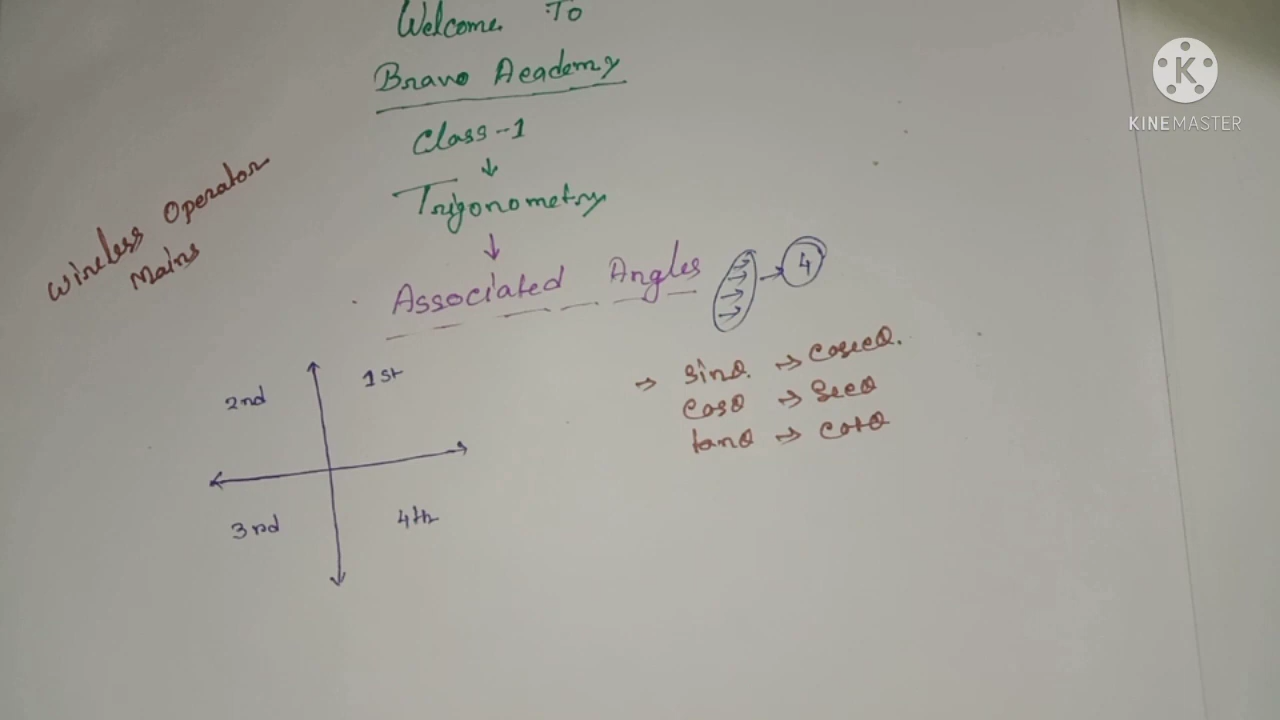 Welcome To
Bravo Academy
Class-1
Trigonometry
Associated Angles
4
Wireless Operator
Mains
2nd
1st
3rd
4th
→ sinθ → cosecθ.
cosθ → secθ
tanθ → cotθ
K
KINEMASTER